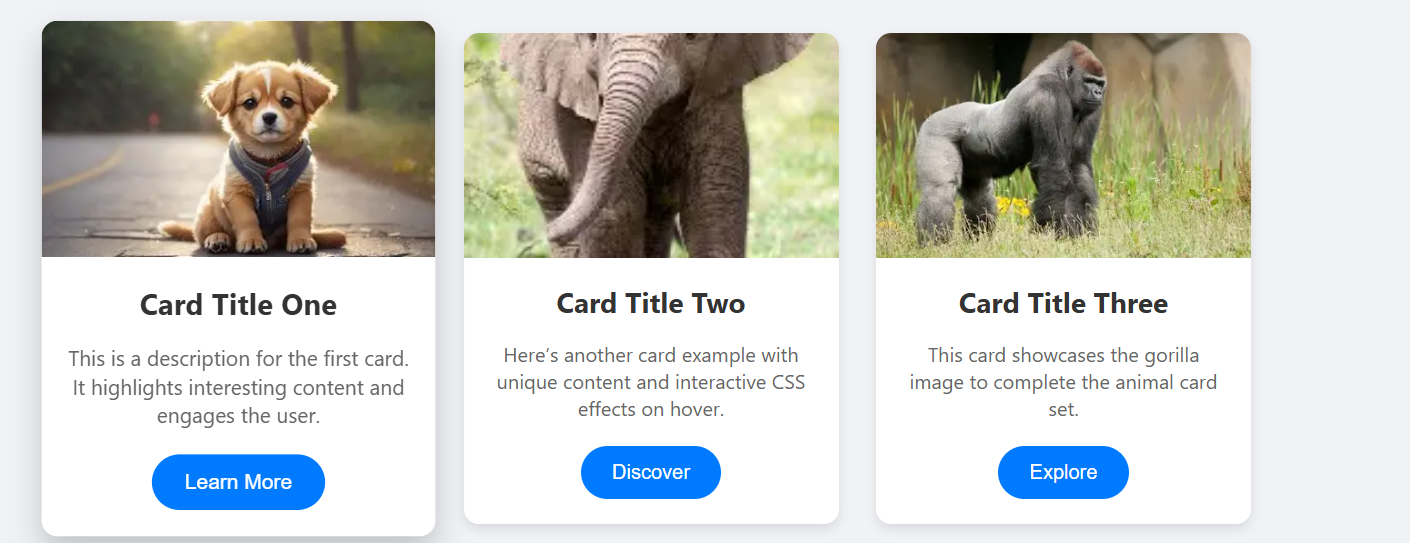 Card Title One
This is a description for the first card.
It highlights interesting content and
engages the user.
Learn More
Card Title Two
Here’s another card example with
unique content and interactive CSS
effects on hover.
Discover
Card Title Three
This card showcases the gorilla
image to complete the animal card
set.
Explore